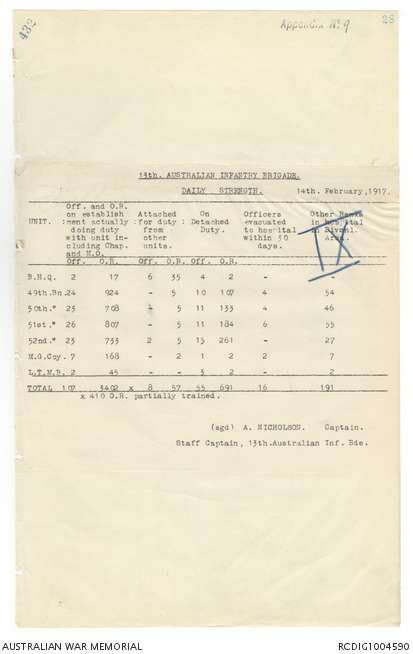 432
Appendix No 9
28
13th. AUSTRALIAN INFANTRY BRIGADE.
DAILY STRENGTH. 14th. February,1917.
UNIT. Off. and O.R. on establish ment actually doing duty with unit in- cluding Chap. and M.O. Attached for duty from other units. On Detached Duty. Officers evacuated to hospital within 30 days. Other Ranks in hospital in Divnl. Area.
IX
Off. O.R. Off. O.R. Off. O.R.
B.H.Q. 2 17 6 35 4 2 - -
49th.Bn. 24 924 - 5 10 107 4 54
50th." 23 708 - 5 11 133 4 46
51st." 26 807 - 5 11 184 6 55
52nd." 23 733 2 5 15 261 - 27
M.G.Coy. 7 168 - 2 1 2 2 7
L.T.M.B. 2 45 - - 3 2 - 2
TOTAL 107 3402 x 8 57 55 691 16 191
x 410 O.R. partially trained.
(sgd) A. NICHOLSON. Captain.
Staff Captain, 13th.Australian Inf. Bde.
AUSTRALIAN WAR MEMORIAL
RCDIG1004590